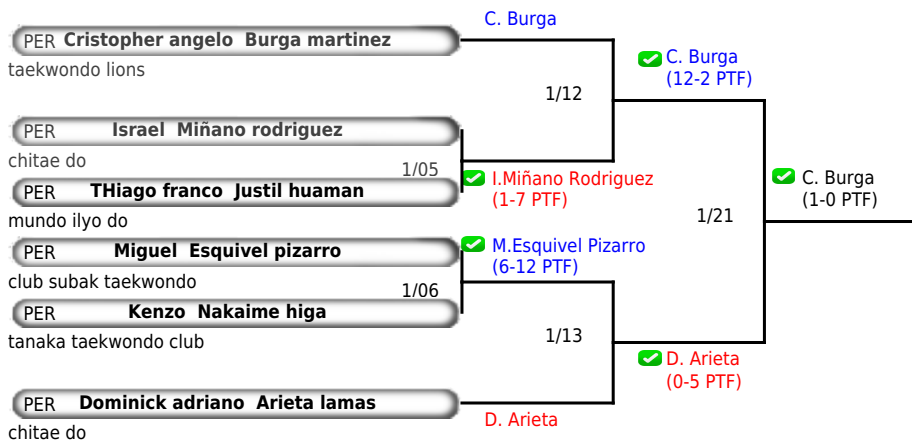 C. Burga
PER Cristopher angelo Burga martinez
taekwondo lions
C. Burga
(12-2 PTF)
1/12
PER Israel Miñano rodriguez
chitae do
1/05
I.Miñano Rodriguez
(1-7 PTF)
PER THiago franco Justil huaman
mundo ilyo do
C. Burga
(1-0 PTF)
1/21
PER Miguel Esquivel pizarro
club subak taekwondo
M.Esquivel Pizarro
(6-12 PTF)
1/06
PER Kenzo Nakaime higa
tanaka taekwondo club
1/13
D. Arieta
(0-5 PTF)
PER Dominick adriano Arieta lamas
chitae do
D. Arieta